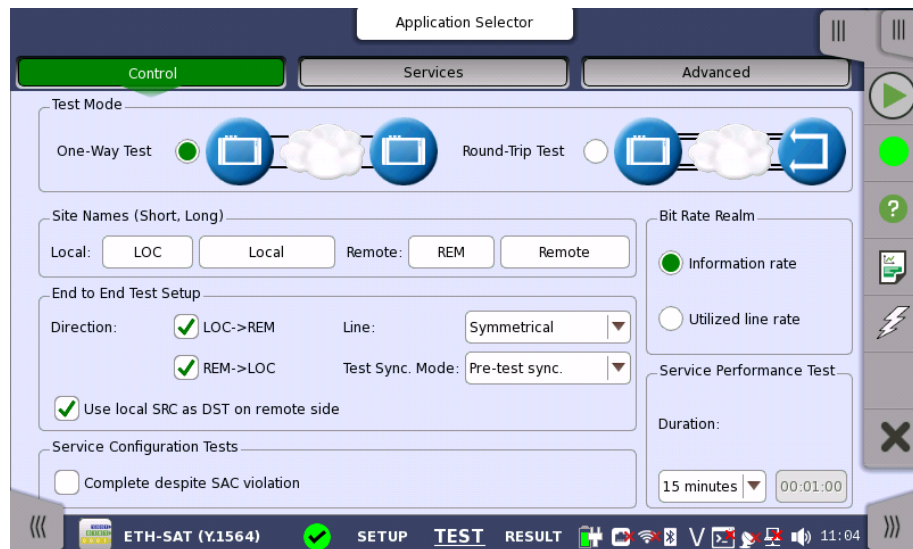 Application Selector
Control Services Advanced
Test Mode
One-Way Test Round-Trip Test
Site Names (Short, Long)
Local: LOC Local Remote: REM Remote
Bit Rate Realm
Information rate
Utilized line rate
End to End Test Setup
Direction: LOC->REM Line: Symmetrical
REM->LOC Test Sync. Mode: Pre-test sync.
Use local SRC as DST on remote side
Service Performance Test
Duration:
15 minutes 00:01:00
Service Configuration Tests
Complete despite SAC violation
ETH-SAT (Y.1564) SETUP TEST RESULT V 11:04